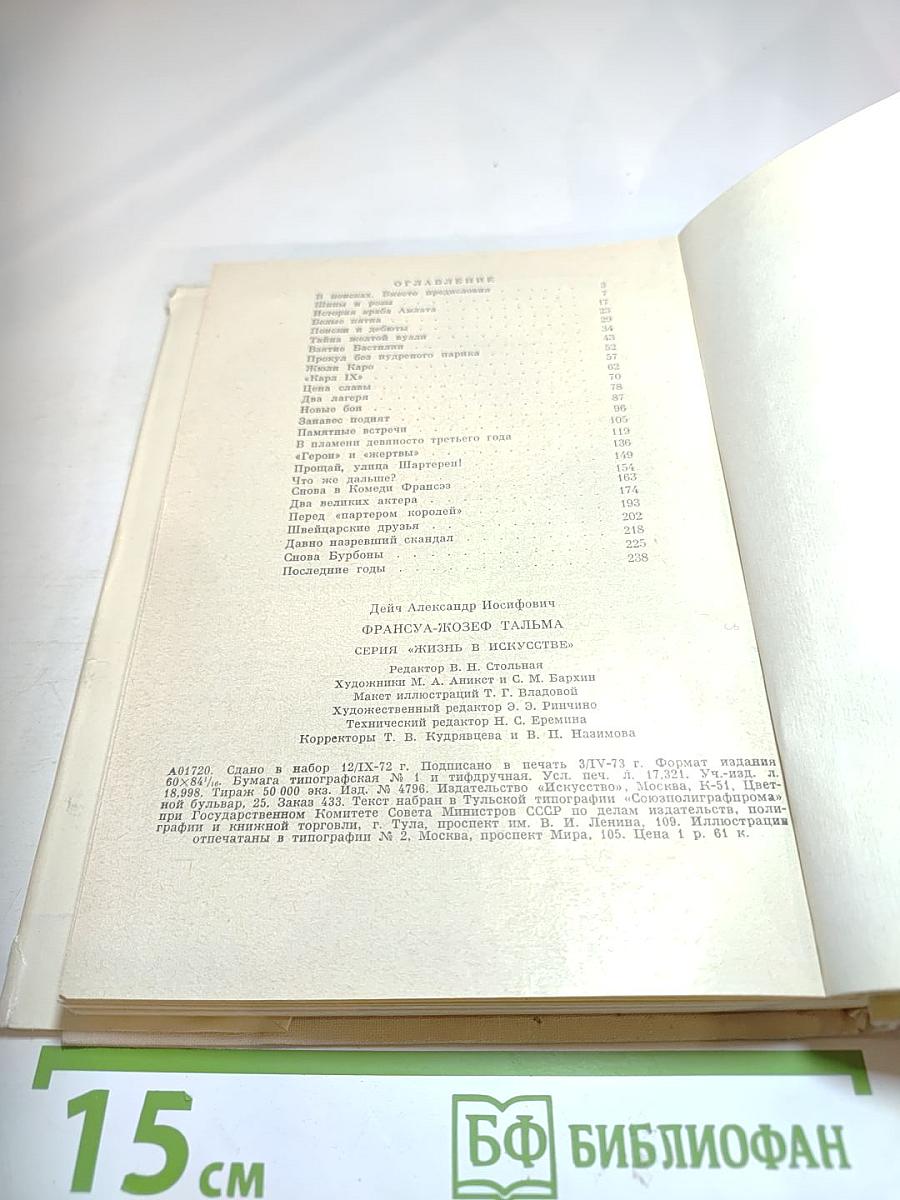 ОГЛАВЛЕНИЕ
В поисках. Вместо предисловия 3
Шипы и розы 7
История араба Амлата 17
Белые пятна 23
Поиски и дебюты 29
Тайна желтой вуали 34
Взятие Бастилии 43
Прокул без пудреного парика 52
Жюли Каро 57
«Карл IX» 62
Цена славы 70
Два лагеря 78
Новые бои 87
Занавес поднят 96
Памятные встречи 105
В пламени девяносто третьего года 119
«Герои» и «жертвы» 136
Прощай, улица Шартерен! 149
Что же дальше? 154
Снова в Комеди Франсэз 163
Два великих актера 174
Перед «партером королей» 193
Швейцарские друзья 202
Давно назревший скандал 218
Снова Бурбоны 225
Последние годы 238
Дейч Александр Иосифович
ФРАНСУА-ЖОЗЕФ ТАЛЬМА
СЕРИЯ «ЖИЗНЬ В ИСКУССТВЕ»
Редактор В. Н. Стольная
Художники М. А. Аникст и С. М. Бархин
Макет иллюстраций Т. Г. Владовой
Художественный редактор Э. Э. Ринчино
Технический редактор Н. С. Еремина
Корректоры Т. В. Кудрявцева и В. П. Назимова
А01720. Сдано в набор 12/IX-72 г. Подписано в печать 3/IV-73 г. Формат издания
60×84 1/16. Бумага типографская № 1 и тифдручная. Усл. печ. л. 17,321. Уч.-изд. л.
18,998. Тираж 50 000 экз. Изд. № 4796. Издательство «Искусство», Москва, К-51, Цвет-
ной бульвар, 25. Заказ 433. Текст набран в Тульской типографии «Союзполиграфпрома»
при Государственном Комитете Совета Министров СССР по делам издательств, поли-
графии и книжной торговли, г. Тула, проспект им. В. И. Ленина, 109. Иллюстрации
отпечатаны в типографии № 2, Москва, проспект Мира, 105. Цена 1 р. 61 к.
15 см
БФ БИБЛИОФАН